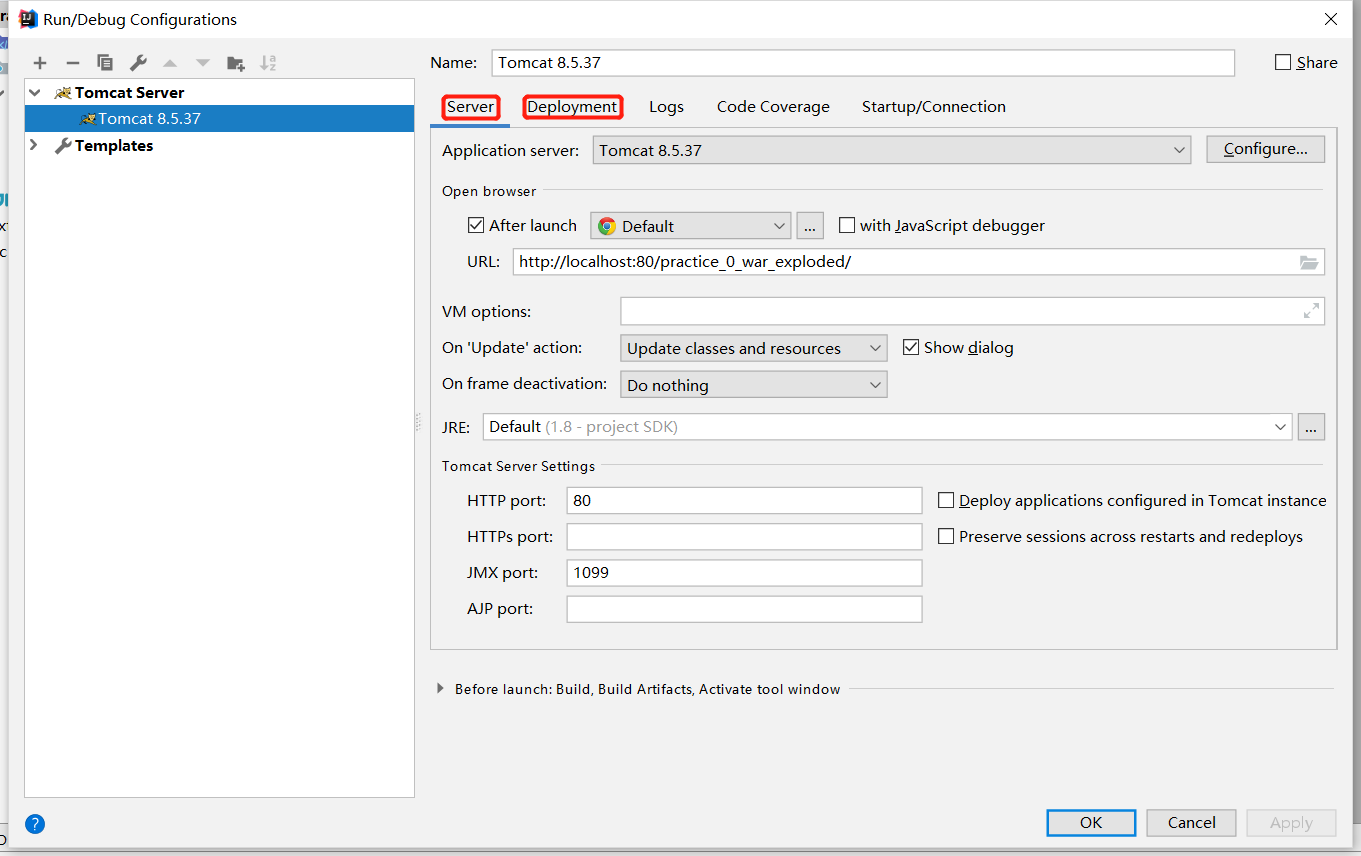 Run/Debug Configurations
Name: Tomcat 8.5.37 Share
Tomcat Server
Tomcat 8.5.37
Templates
Server Deployment Logs Code Coverage Startup/Connection
Application server: Tomcat 8.5.37 Configure...
Open browser
After launch Default ... with JavaScript debugger
URL: http://localhost:80/practice_0_war_exploded/
VM options:
On 'Update' action: Update classes and resources Show dialog
On frame deactivation: Do nothing
JRE: Default (1.8 - project SDK) ...
Tomcat Server Settings
HTTP port: 80 Deploy applications configured in Tomcat instance
HTTPs port: Preserve sessions across restarts and redeploys
JMX port: 1099
AJP port:
Before launch: Build, Build Artifacts, Activate tool window
? OK Cancel Apply